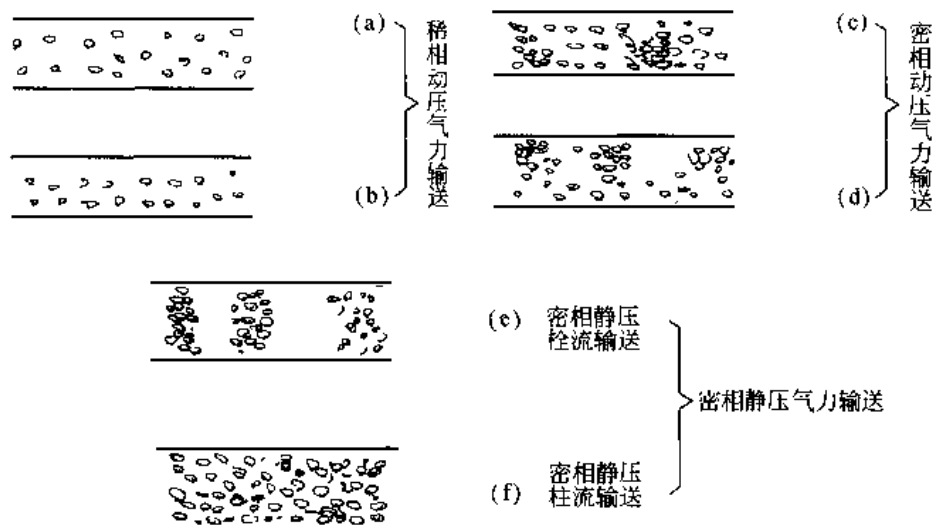 (a)
(b)
稀相动压气力输送
(c)
(d)
密相动压气力输送
(e) 密相静压
栓流输送
(f) 密相静压
柱流输送
密相静压气力输送